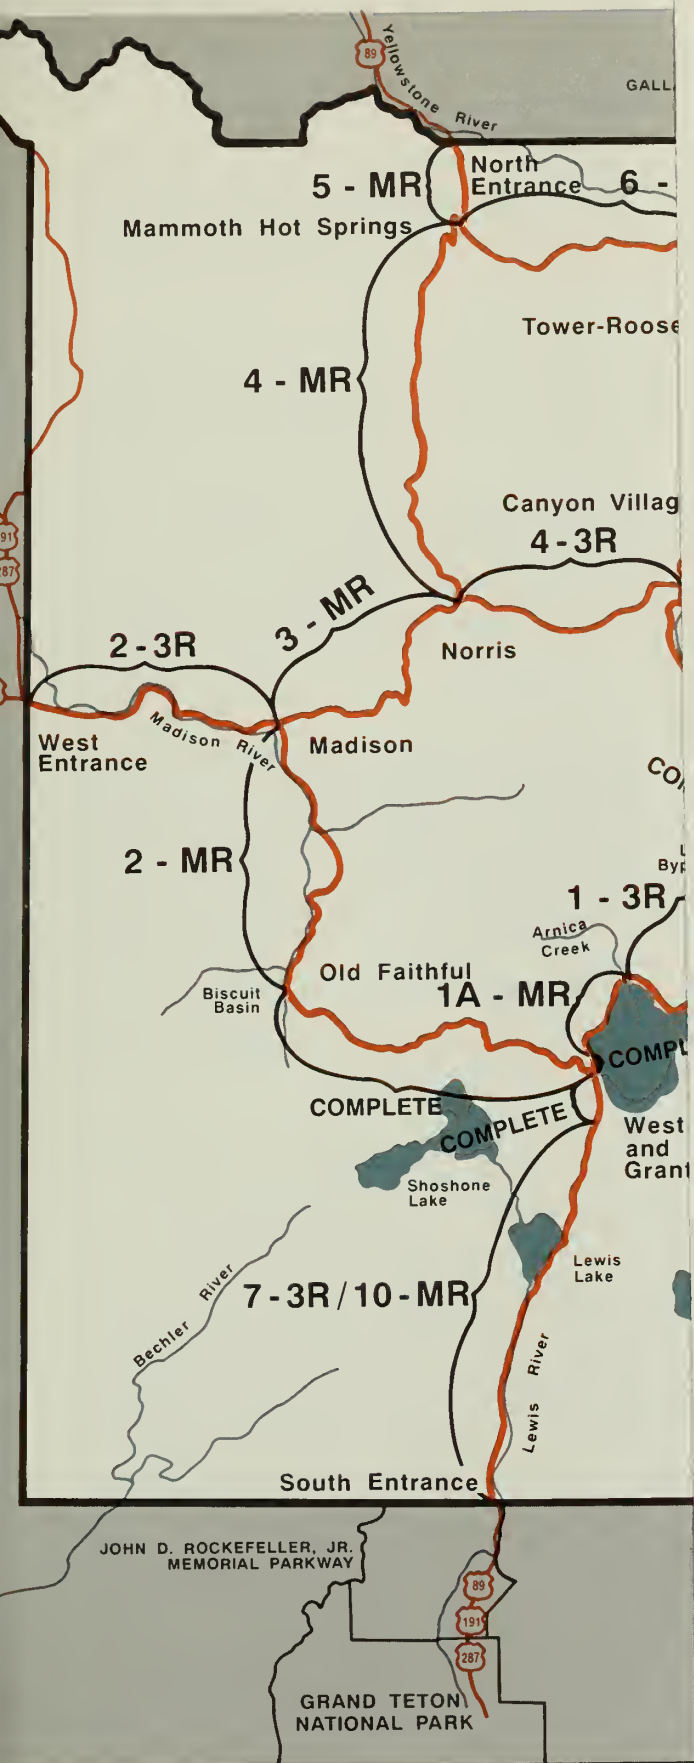 89
Yellowstone River
GALL
5 - MR
North
Entrance
6 -
Mammoth Hot Springs
Tower-Roose
4 - MR
Canyon Villag
4 - 3R
191
287
3 - MR
2 - 3R
Norris
Madison River
West
Entrance
Madison
2 - MR
1 - 3R
Arnica
Creek
Old Faithful
1A - MR
Biscuit
Basin
COMPL
COMPLETE
COMPLETE
West
and
Grant
Shoshone
Lake
Lewis
Lake
Bechler River
7 - 3R / 10 - MR
Lewis River
South Entrance
JOHN D. ROCKEFELLER, JR.
MEMORIAL PARKWAY
89
191
287
GRAND TETON
NATIONAL PARK